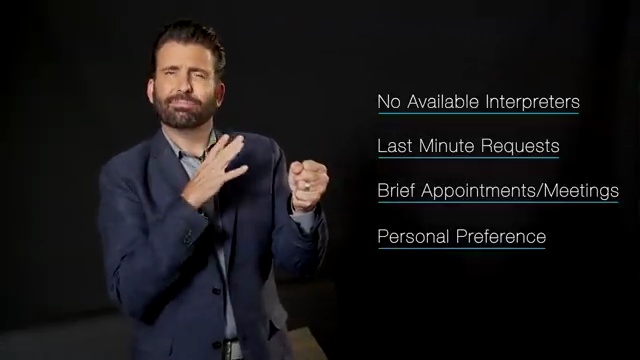 No Available Interpreters
Last Minute Requests
Brief Appointments/Meetings
Personal Preference